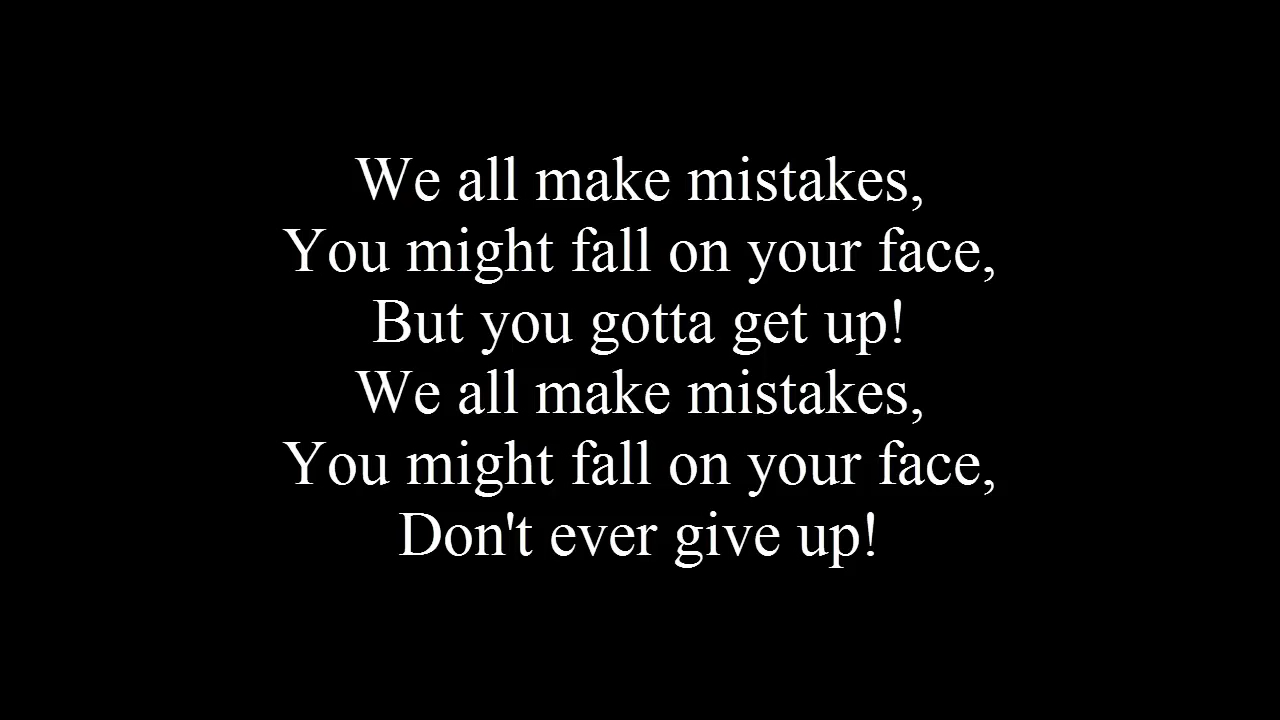 We all make mistakes,
You might fall on your face,
But you gotta get up!
We all make mistakes,
You might fall on your face,
Don't ever give up!